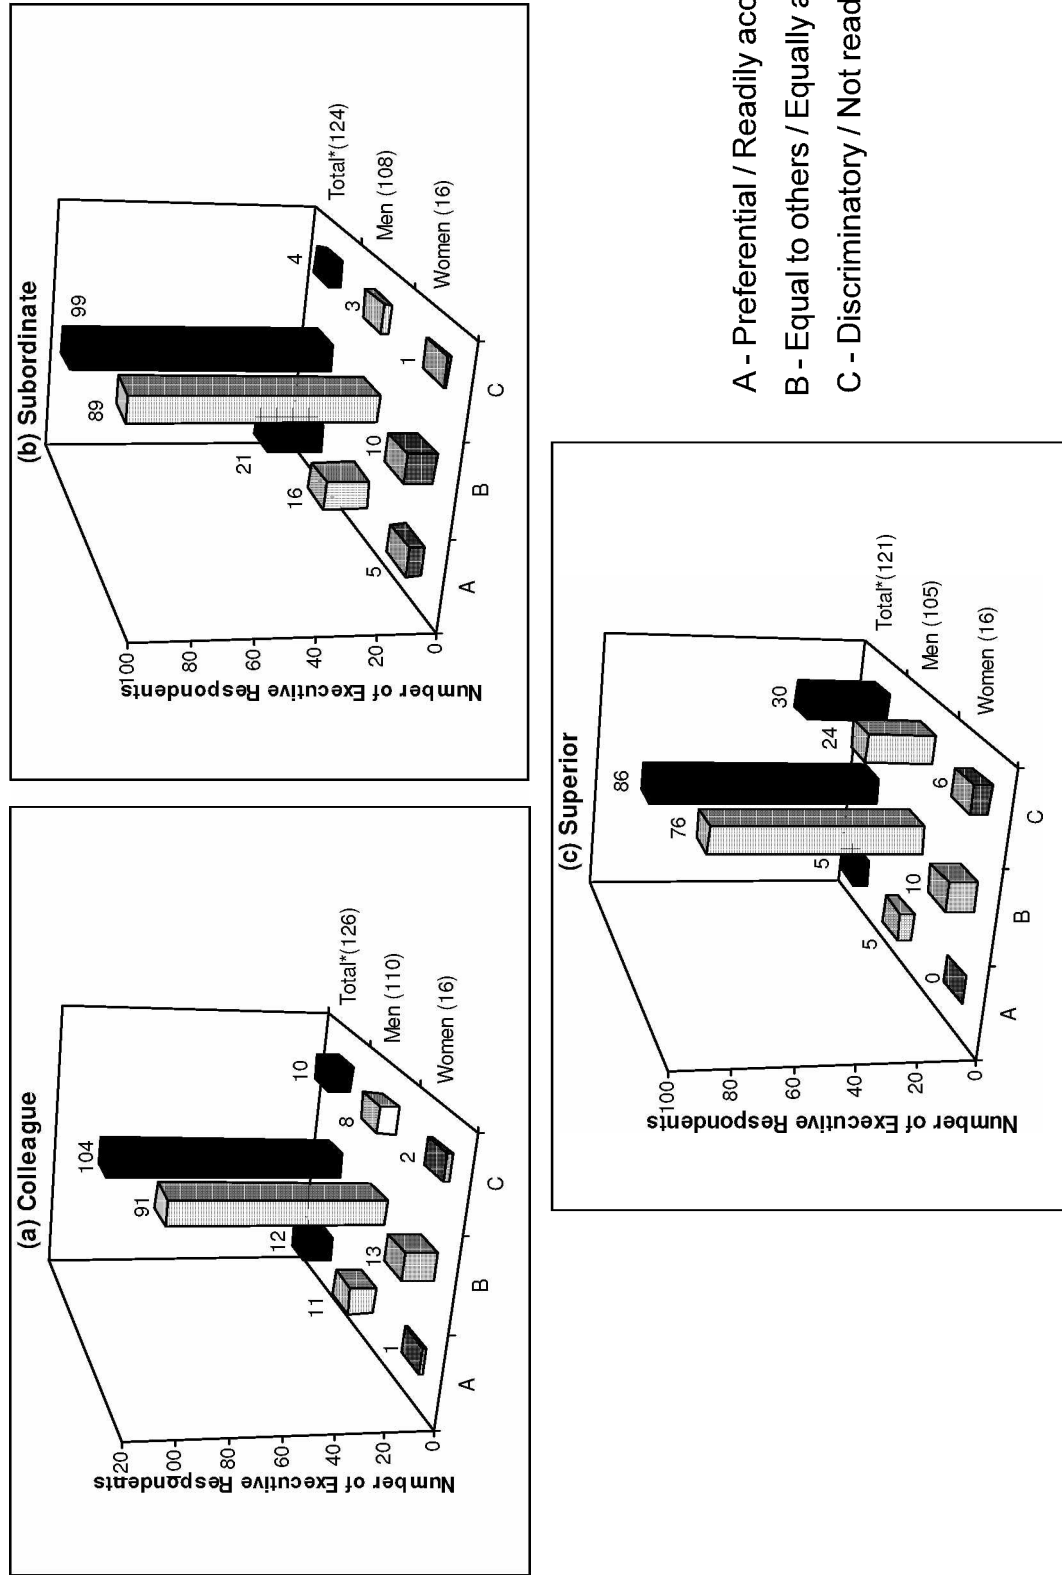 (a) Colleague
Number of Executive Respondents
120
100
80
60
40
20
0
104
91
12
11
13
1
10
8
2
A
B
C
Total*(126)
Men (110)
Women (16)
(b) Subordinate
Number of Executive Respondents
100
80
60
40
20
0
99
89
21
16
10
5
4
3
1
A
B
C
Total*(124)
Men (108)
Women (16)
(c) Superior
Number of Executive Respondents
100
80
60
40
20
0
86
76
5
5
10
0
30
24
6
A
B
C
Total*(121)
Men (105)
Women (16)
A - Preferential / Readily
B - Equal to others / Equally
C - Discriminatory / Not